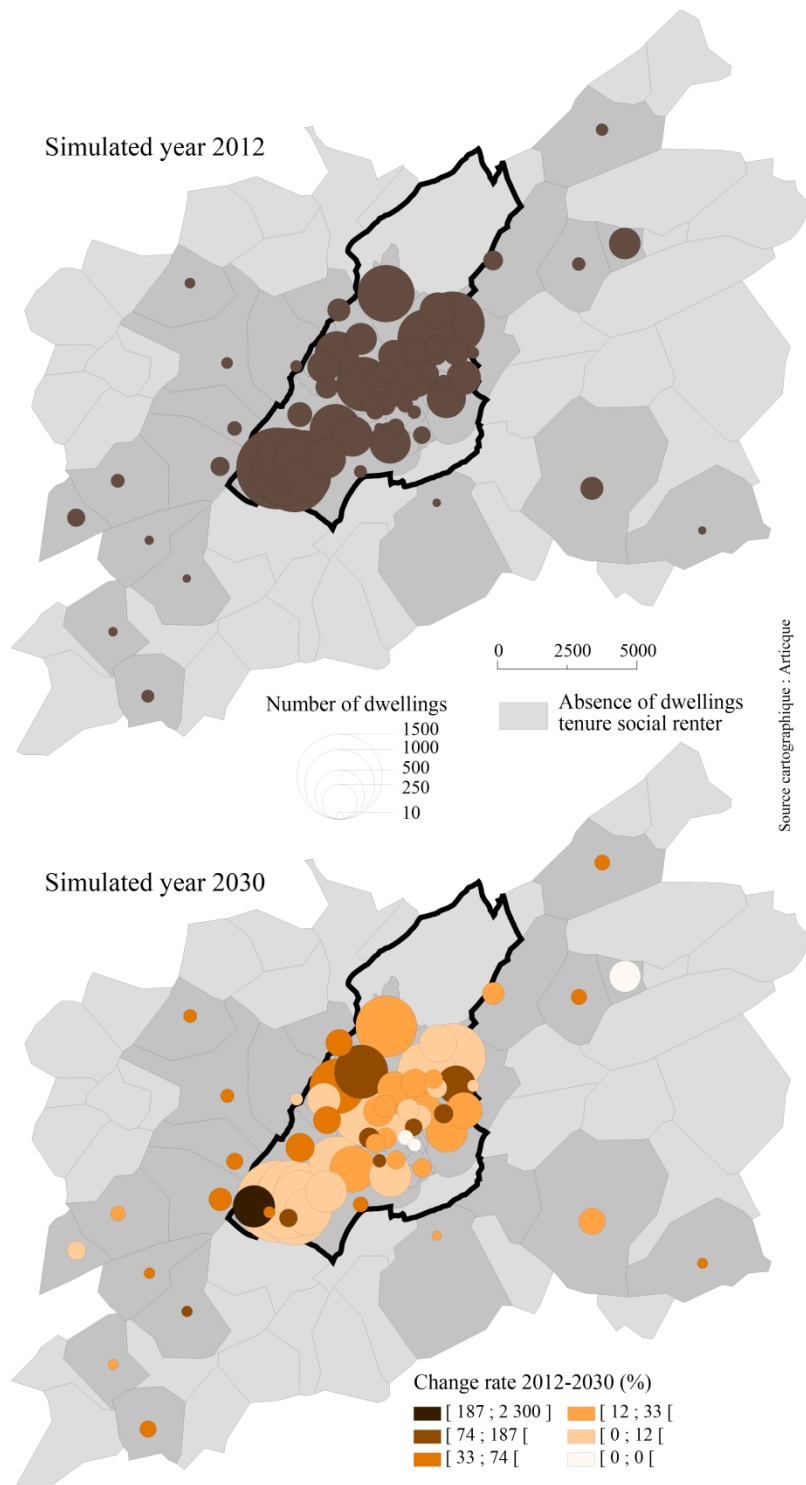 Simulated year 2012
0 2500 5000
Number of dwellings
1500
1000
500
250
10
Absence of dwellings
tenure social renter
Source cartographique : Articque
Simulated year 2030
Change rate 2012-2030 (%)
[ 187 ; 2 300 ]
[ 74 ; 187 [
[ 33 ; 74 [
[ 12 ; 33 [
[ 0 ; 12 [
[ 0 ; 0 [